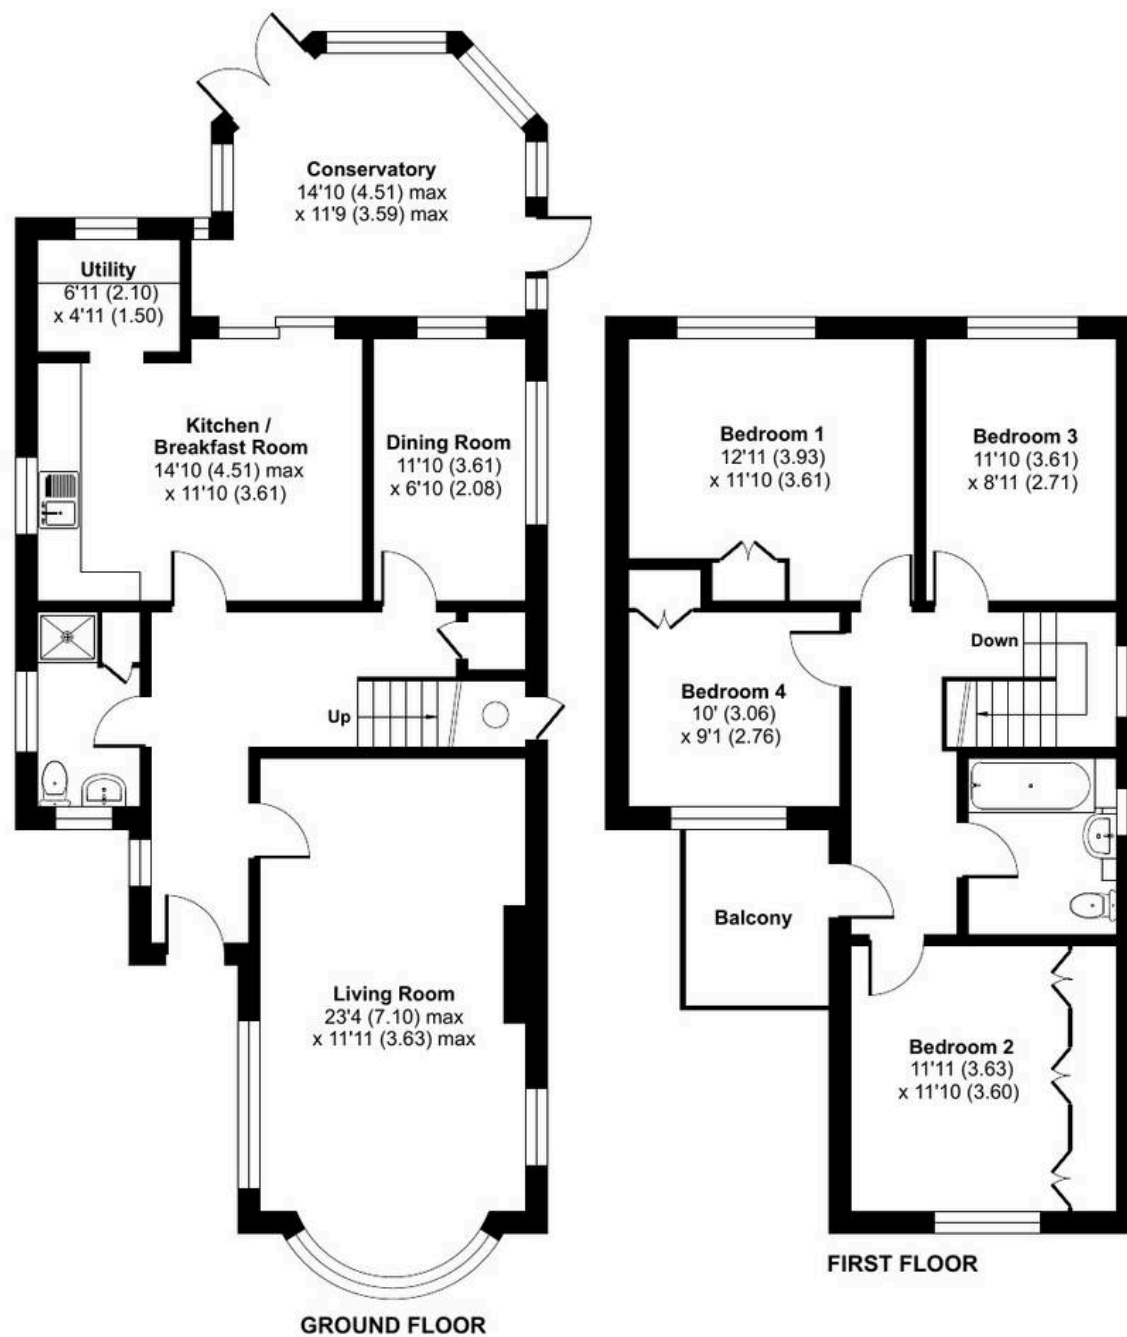 Conservatory
14'10 (4.51) max
x 11'9 (3.59) max
Utility
6'11 (2.10)
x 4'11 (1.50)
Kitchen /
Breakfast Room
14'10 (4.51) max
x 11'10 (3.61)
Dining Room
11'10 (3.61)
x 6'10 (2.08)
Up
Living Room
23'4 (7.10) max
x 11'11 (3.63) max
GROUND FLOOR
Bedroom 1
12'11 (3.93)
x 11'10 (3.61)
Bedroom 3
11'10 (3.61)
x 8'11 (2.71)
Down
Bedroom 4
10' (3.06)
x 9'1 (2.76)
Balcony
Bedroom 2
11'11 (3.63)
x 11'10 (3.60)
FIRST FLOOR